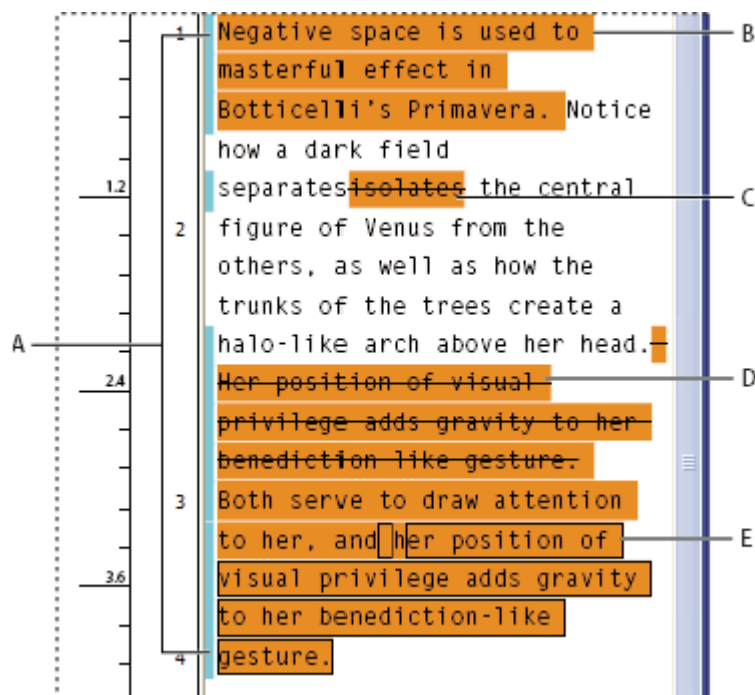 1 Negative space is used to B
masterful effect in
Botticelli's Primavera. Notice
how a dark field
1.2 separatesisolates the central C
2 figure of Venus from the
others, as well as how the
trunks of the trees create a
A halo-like arch above her head.
2.4 Her position of visual D
privilege adds gravity to her
benediction like gesture.
3 Both serve to draw attention
to her, and her position of E
3.6 visual privilege adds gravity
to her benediction-like
4 gesture.